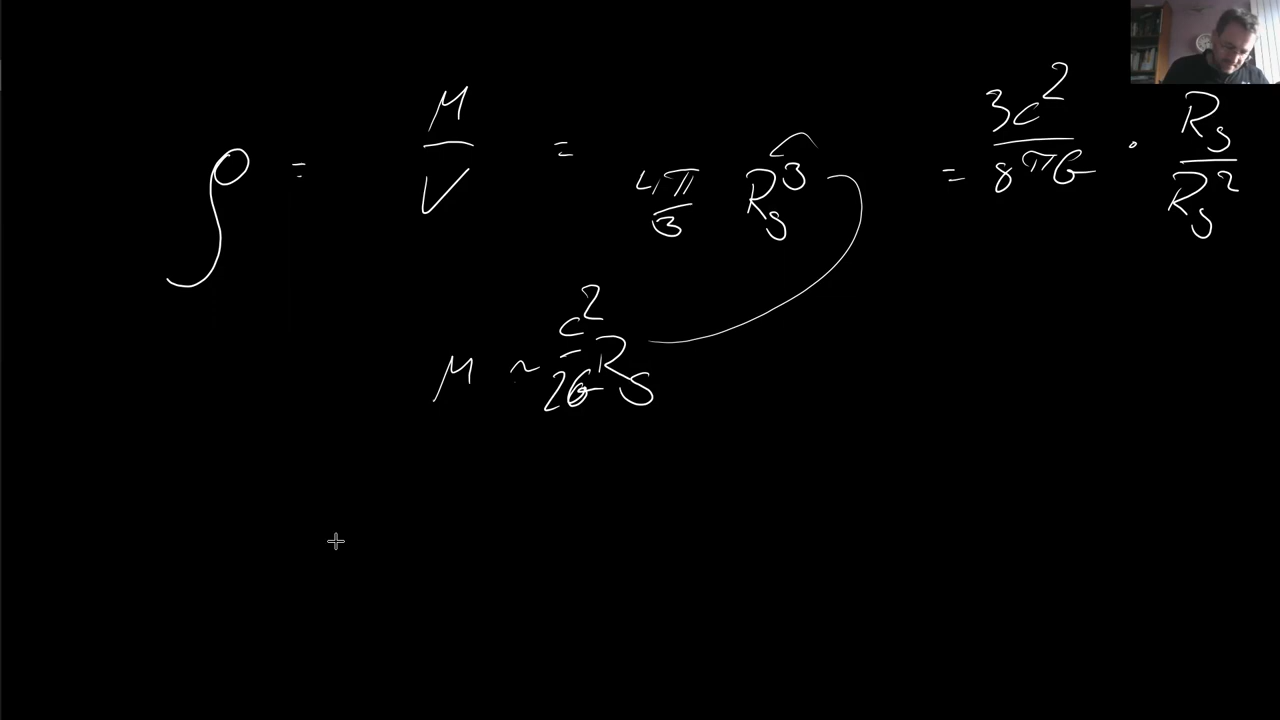 ρ = M/V = 4π/3 R_s^3 = 3c^2/8πG · R_s/R_s^2
M ~ c^2/2G R_S